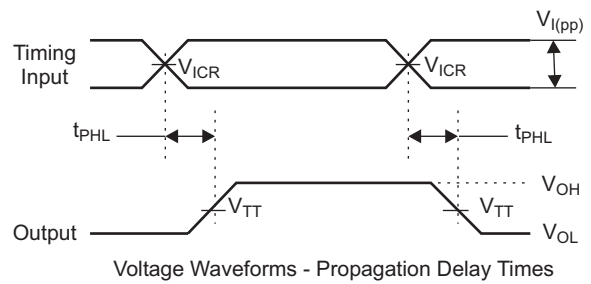 V_I(pp)
Timing
Input
V_ICR
V_ICR
t_PHL
t_PHL
V_OH
V_TT
V_TT
Output
V_OL
Voltage Waveforms - Propagation Delay Times